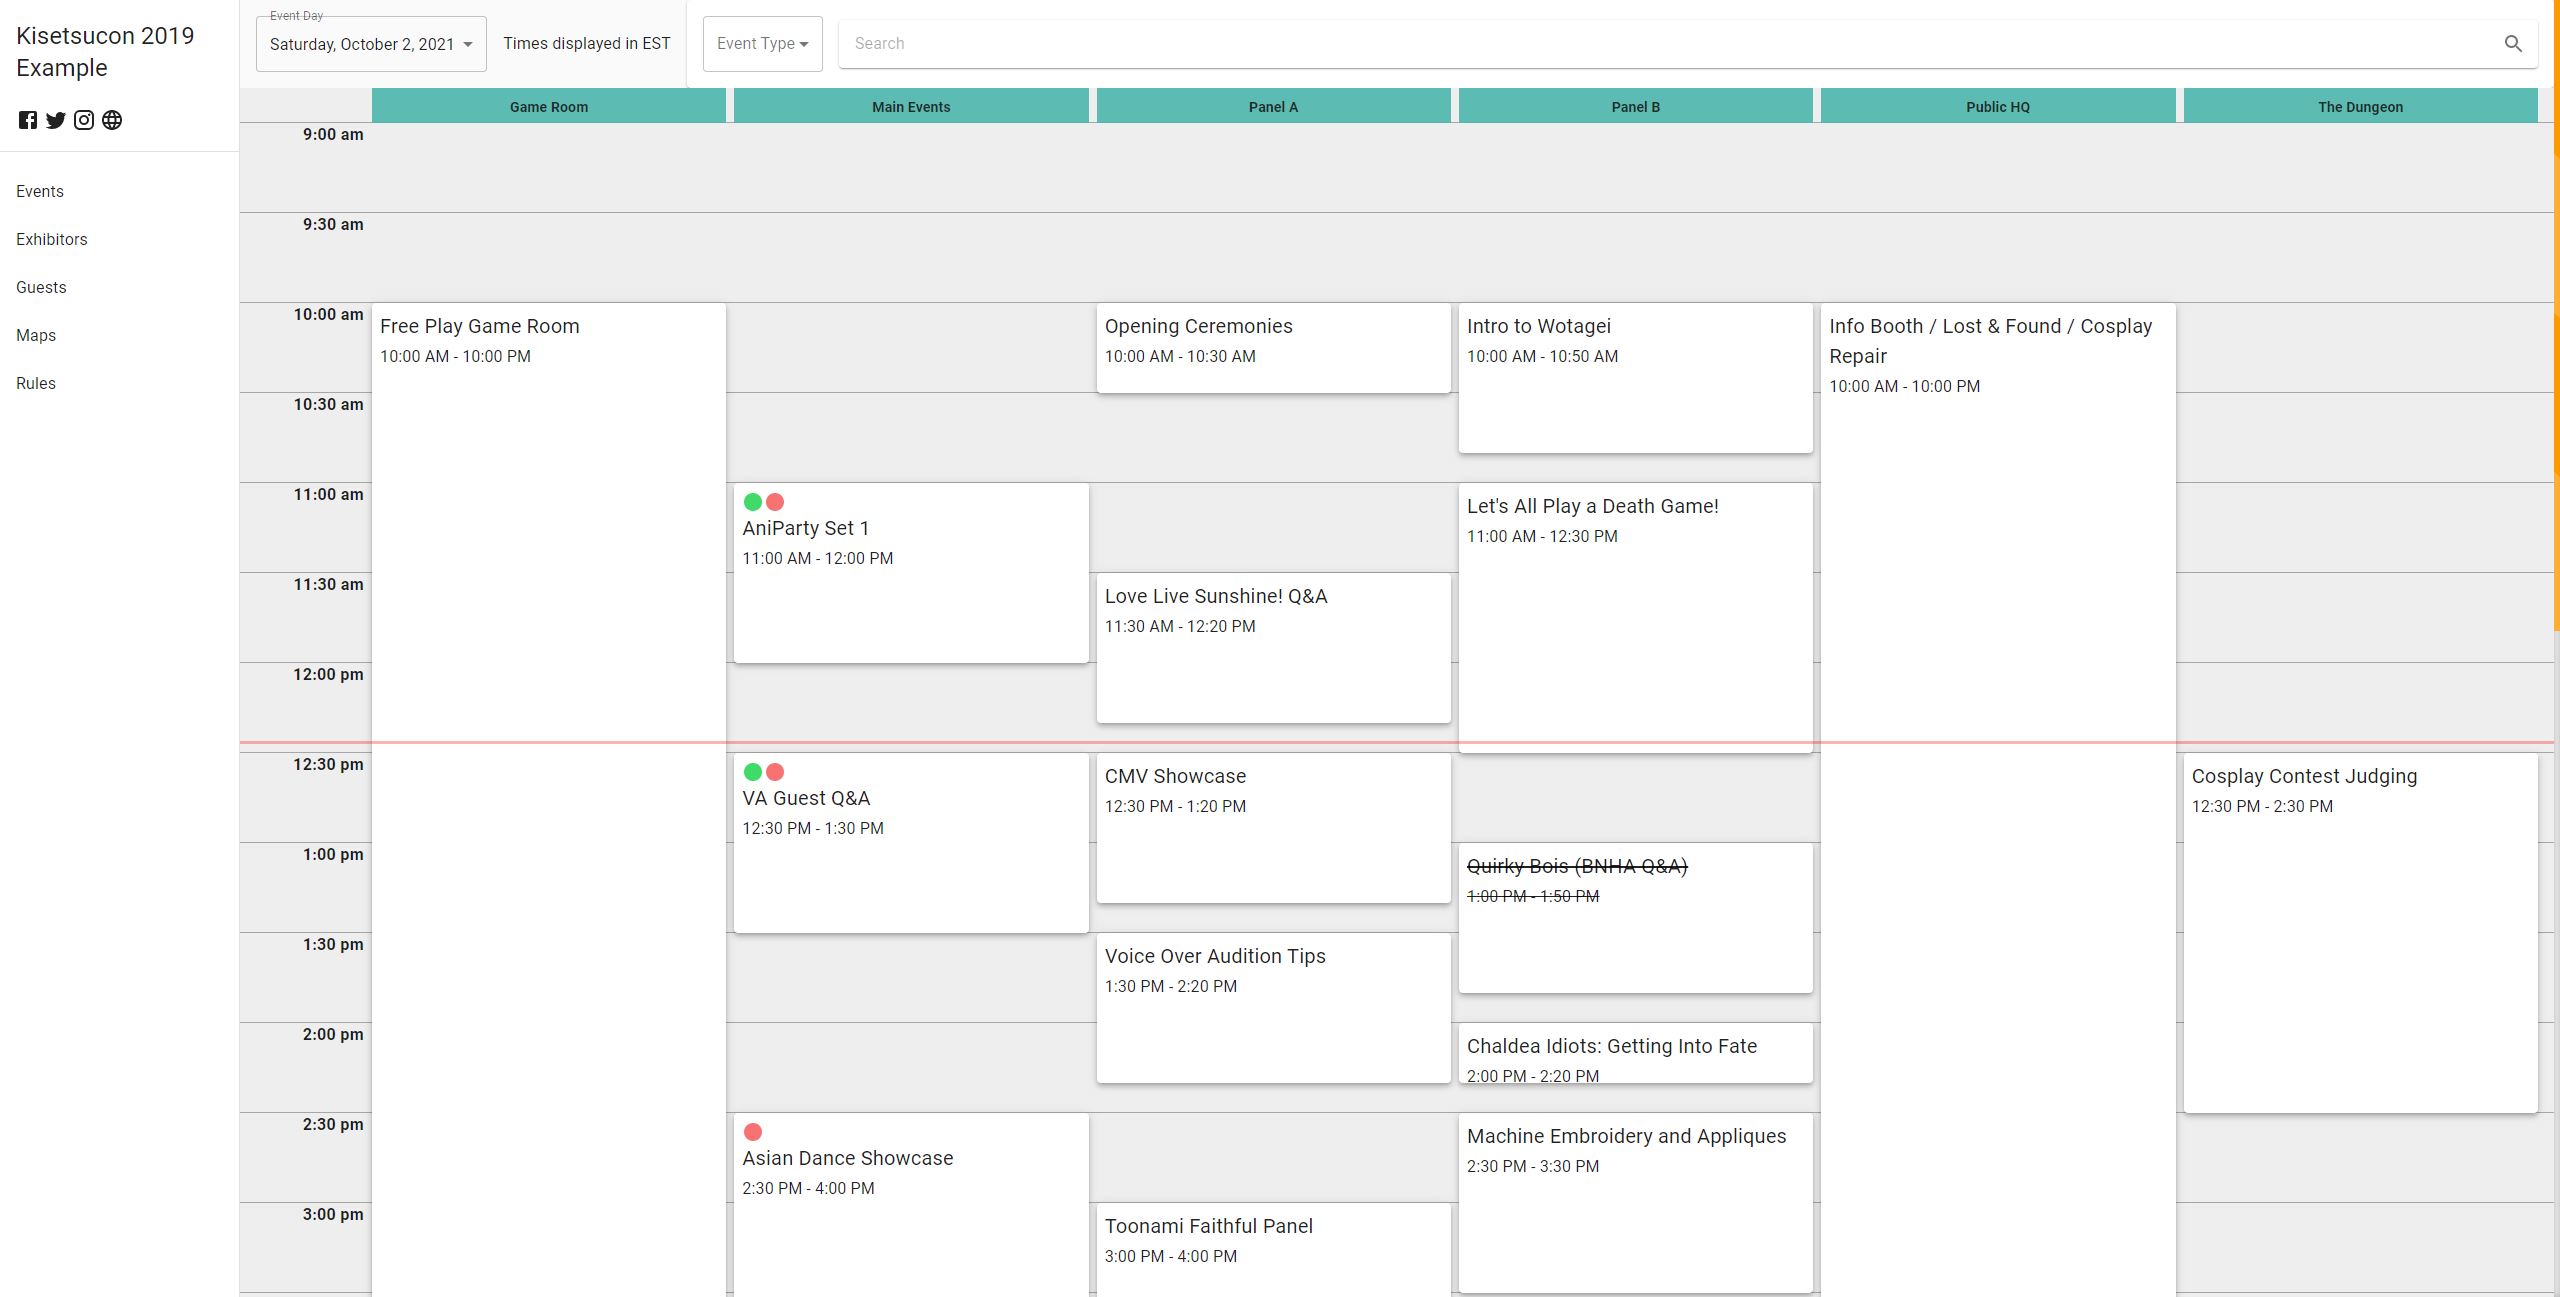 Kisetsucon 2019
Example
Events
Exhibitors
Guests
Maps
Rules
Event Day
Saturday, October 2, 2021
Times displayed in EST
Event Type
Search
Game Room
Main Events
Panel A
Panel B
Public HQ
The Dungeon
9:00 am
9:30 am
10:00 am
10:30 am
11:00 am
11:30 am
12:00 pm
12:30 pm
1:00 pm
1:30 pm
2:00 pm
2:30 pm
3:00 pm
Free Play Game Room
10:00 AM - 10:00 PM
AniParty Set 1
11:00 AM - 12:00 PM
VA Guest Q&A
12:30 PM - 1:30 PM
Asian Dance Showcase
2:30 PM - 4:00 PM
Opening Ceremonies
10:00 AM - 10:30 AM
Love Live Sunshine! Q&A
11:30 AM - 12:20 PM
CMV Showcase
12:30 PM - 1:20 PM
Voice Over Audition Tips
1:30 PM - 2:20 PM
Toonami Faithful Panel
3:00 PM - 4:00 PM
Intro to Wotagei
10:00 AM - 10:50 AM
Let's All Play a Death Game!
11:00 AM - 12:30 PM
Quirky Bois (BNHA Q&A)
1:00 PM - 1:50 PM
Chaldea Idiots: Getting Into Fate
2:00 PM - 2:20 PM
Machine Embroidery and Appliques
2:30 PM - 3:30 PM
Info Booth / Lost & Found / Cosplay
Repair
10:00 AM - 10:00 PM
Cosplay Contest Judging
12:30 PM - 2:30 PM